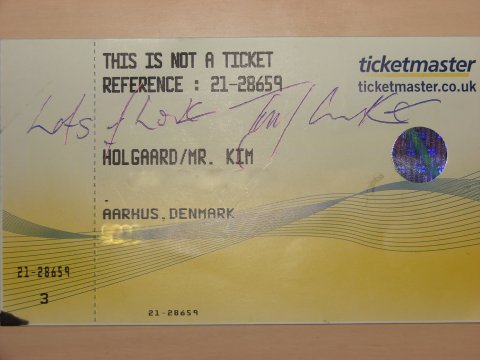 THIS IS NOT A TICKET
REFERENCE : 21-28659
ticketmaster
ticketmaster.co.uk
Lots of Love
HOLGAARD/MR. KIM
.
AARHUS, DENMARK
21-28659
3
21-28659